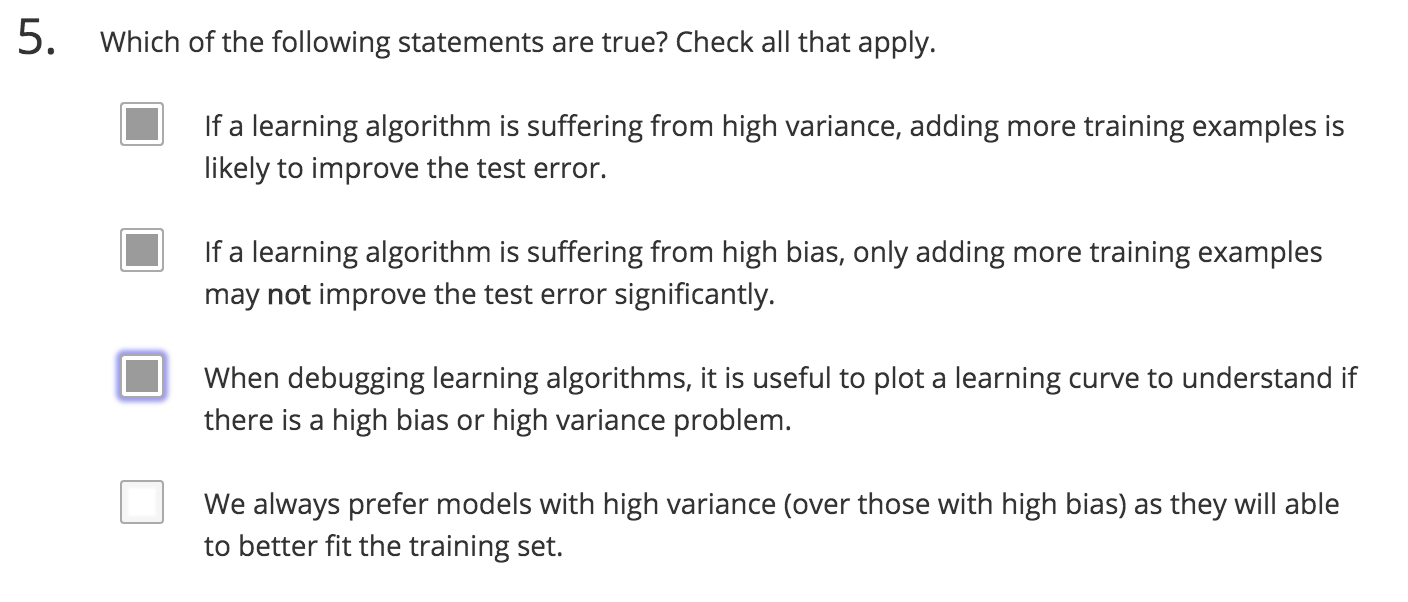 5. Which of the following statements are true? Check all that apply.
If a learning algorithm is suffering from high variance, adding more training examples is
likely to improve the test error.
If a learning algorithm is suffering from high bias, only adding more training examples
may not improve the test error significantly.
When debugging learning algorithms, it is useful to plot a learning curve to understand if
there is a high bias or high variance problem.
We always prefer models with high variance (over those with high bias) as they will able
to better fit the training set.